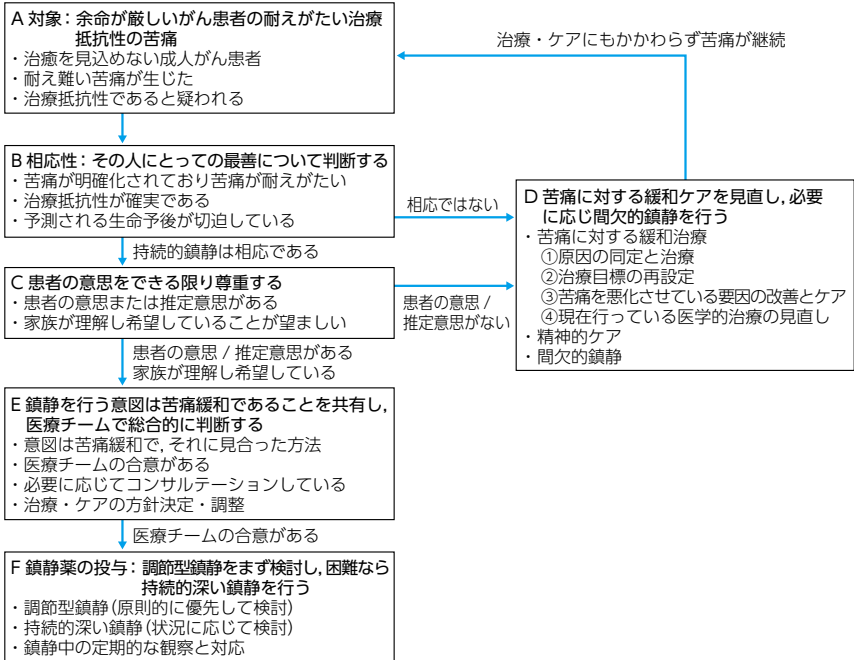 A 対象：余命が厳しいがん患者の耐えがたい治療
抵抗性の苦痛
・治癒を見込めない成人がん患者
・耐え難い苦痛が生じた
・治療抵抗性であると疑われる
治療・ケアにもかかわらず苦痛が継続
B 相応性：その人にとっての最善について判断する
・苦痛が明確化されており苦痛が耐えがたい
・治療抵抗性が確実である
・予測される生命予後が切迫している
相応ではない
持続的鎮静は相応である
C 患者の意思をできる限り尊重する
・患者の意思または推定意思がある
・家族が理解し希望していることが望ましい
患者の意思 /
推定意思がない
D 苦痛に対する緩和ケアを見直し，必要
に応じ間欠的鎮静を行う
・苦痛に対する緩和治療
①原因の同定と治療
②治療目標の再設定
③苦痛を悪化させている要因の改善とケア
④現在行っている医学的治療の見直し
・精神的ケア
・間欠的鎮静
患者の意思 / 推定意思がある
家族が理解し希望している
E 鎮静を行う意図は苦痛緩和であることを共有し，
医療チームで総合的に判断する
・意図は苦痛緩和で，それに見合った方法
・医療チームの合意がある
・必要に応じてコンサルテーションしている
・治療・ケアの方針決定・調整
医療チームの合意がある
F 鎮静薬の投与：調節型鎮静をまず検討し，困難なら
持続的深い鎮静を行う
・調節型鎮静（原則的に優先して検討）
・持続的深い鎮静（状況に応じて検討）
・鎮静中の定期的な観察と対応